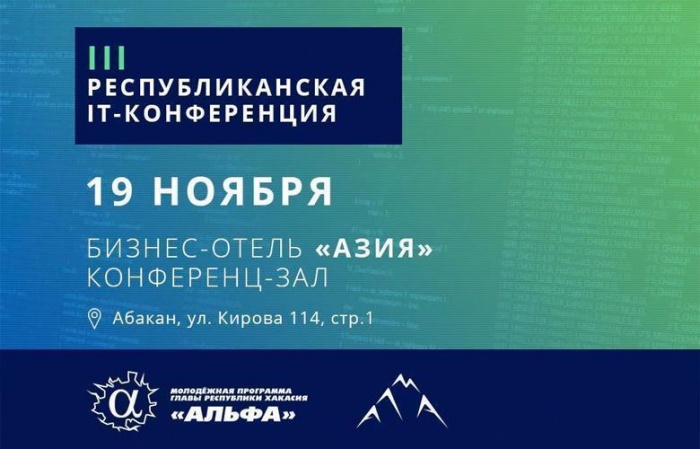 III
РЕСПУБЛИКАНСКАЯ
IT-КОНФЕРЕНЦИЯ
19 НОЯБРЯ
БИЗНЕС-ОТЕЛЬ «АЗИЯ»
КОНФЕРЕНЦ-ЗАЛ
Абакан, ул. Кирова 114, стр.1
α
МОЛОДЁЖНАЯ ПРОГРАММА
ГЛАВЫ РЕСПУБЛИКИ ХАКАСИЯ
«АЛЬФА»